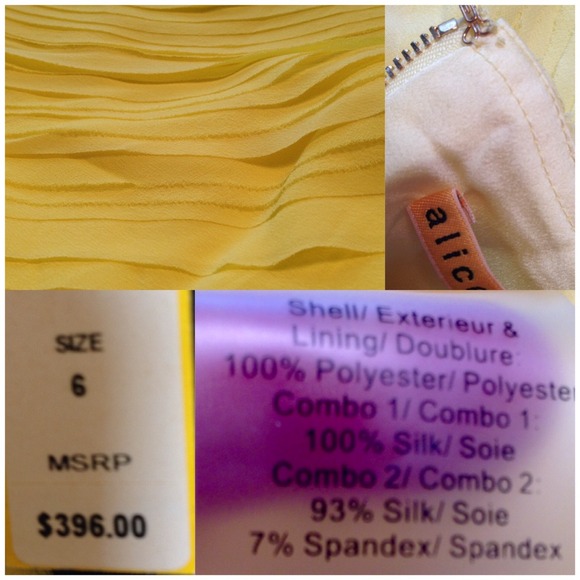 alic
SIZE
6
MSRP
$396.00
Shell/ Exterieur &
Lining/ Doublure:
100% Polyester/ Polyester
Combo 1/ Combo 1:
100% Silk/ Soie
Combo 2/ Combo 2:
93% Silk/ Soie
7% Spandex/ Spandex